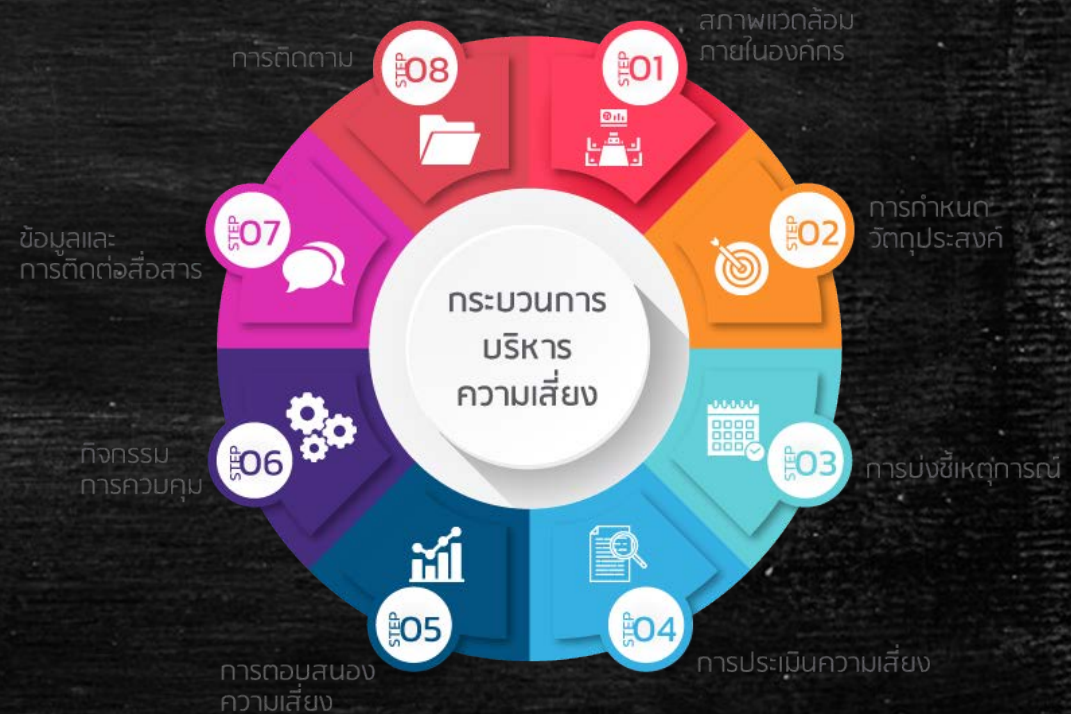 กระบวนการ
บริหาร
ความเสี่ยง
STEP 01
สภาพแวดล้อม
ภายในองค์กร
STEP 02
การกำหนด
วัตถุประสงค์
STEP 03
การบ่งชี้เหตุการณ์
STEP 04
การประเมินความเสี่ยง
STEP 05
การตอบสนอง
ความเสี่ยง
STEP 06
กิจกรรม
การควบคุม
STEP 07
ข้อมูลและ
การติดต่อสื่อสาร
STEP 08
การติดตาม